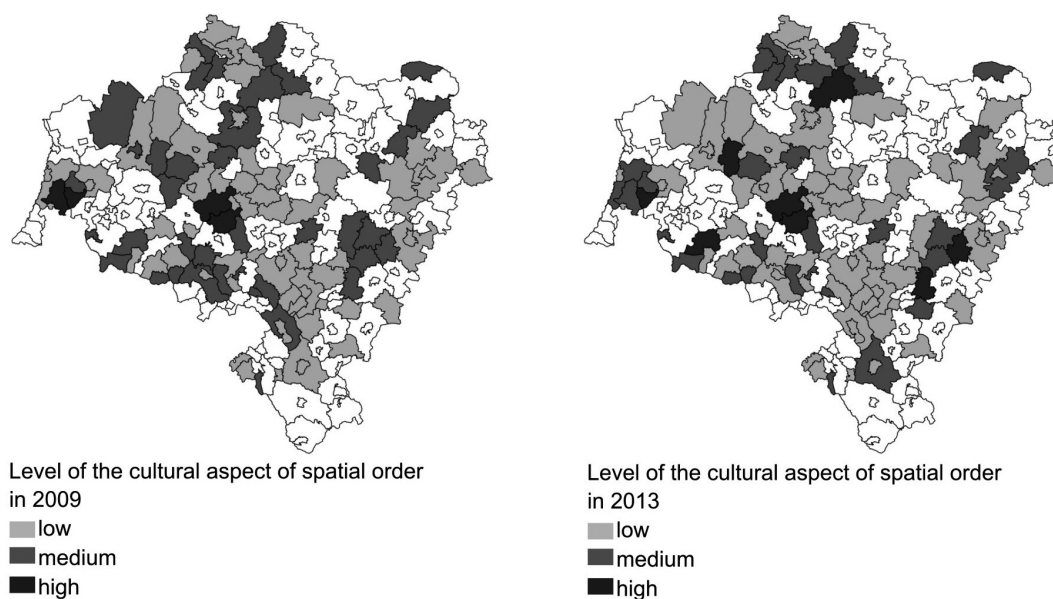 Level of the cultural aspect of spatial order
in 2009
low
medium
high
Level of the cultural aspect of spatial order
in 2013
low
medium
high